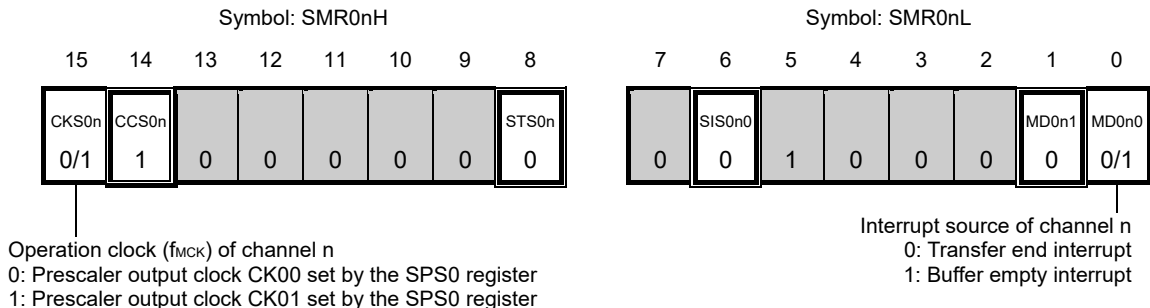 Symbol: SMR0nH
Symbol: SMR0nL
15 14 13 12 11 10 9 8
7 6 5 4 3 2 1 0
CKS0n CCS0n STS0n
SIS0n0 MD0n1 MD0n0
0/1 1 0 0 0 0 0 0
0 0 1 0 0 0 0 0/1
Operation clock (fMCK) of channel n
0: Prescaler output clock CK00 set by the SPS0 register
1: Prescaler output clock CK01 set by the SPS0 register
Interrupt source of channel n
0: Transfer end interrupt
1: Buffer empty interrupt